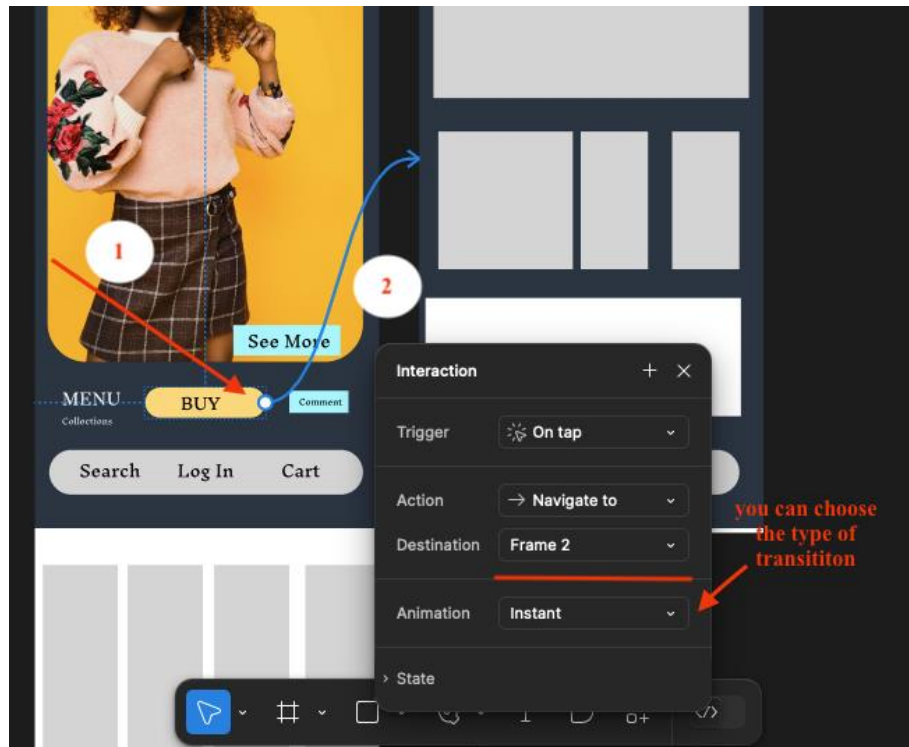 1
2
See More
MENU
Collections
BUY
Comment
Search Log In Cart
Interaction
Trigger On tap
Action Navigate to
Destination Frame 2
Animation Instant
State
you can choose
the type of
transititon